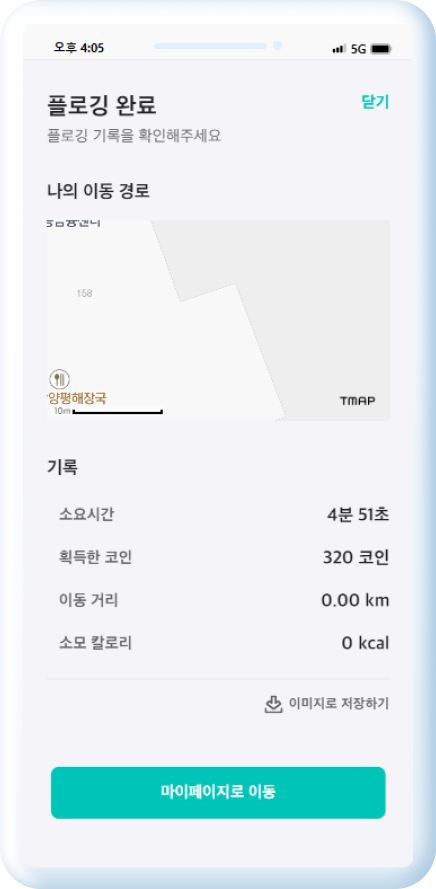 오후 4:05
5G
플로깅 완료
닫기
플로깅 기록을 확인해주세요
나의 이동 경로
158
양평해장국
10m
TMAP
기록
소요시간 4분 51초
획득한 코인 320 코인
이동 거리 0.00 km
소모 칼로리 0 kcal
이미지로 저장하기
마이페이지로 이동